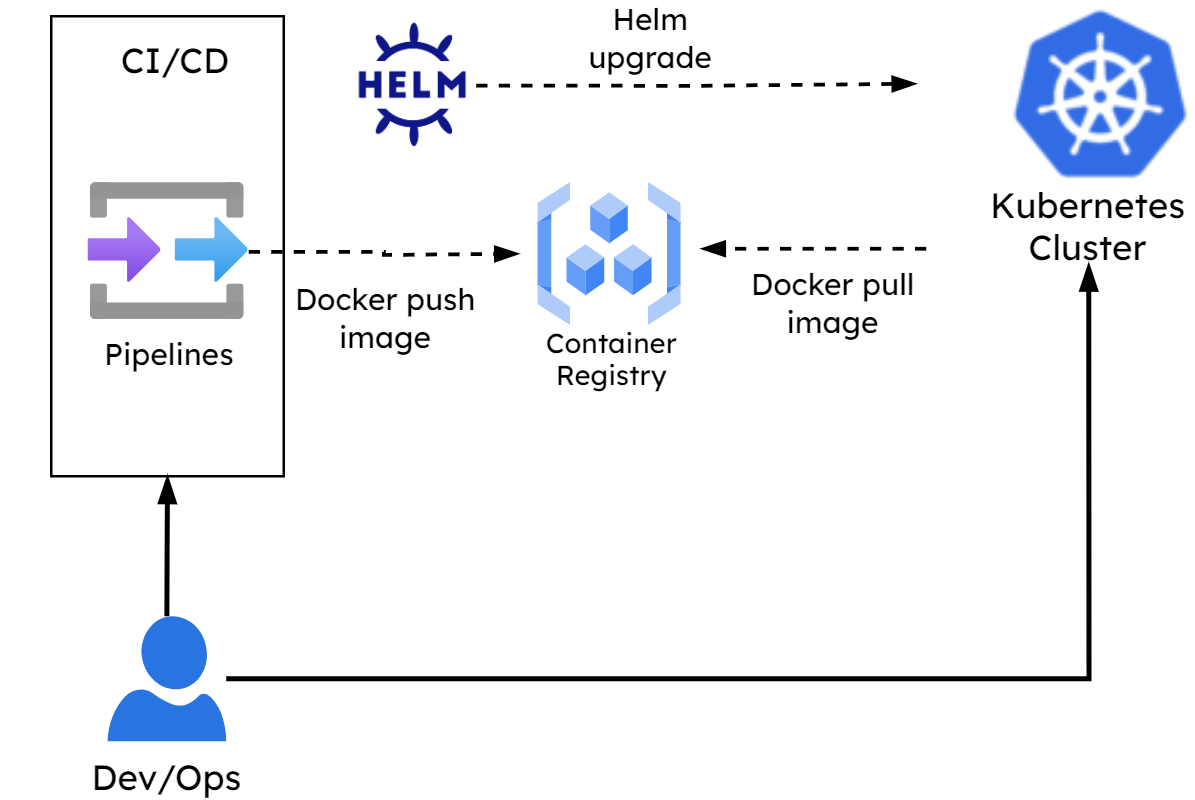 CI/CD
HELM
Helm
upgrade
Kubernetes
Cluster
Docker push
image
Docker pull
image
Container
Registry
Pipelines
Dev/Ops